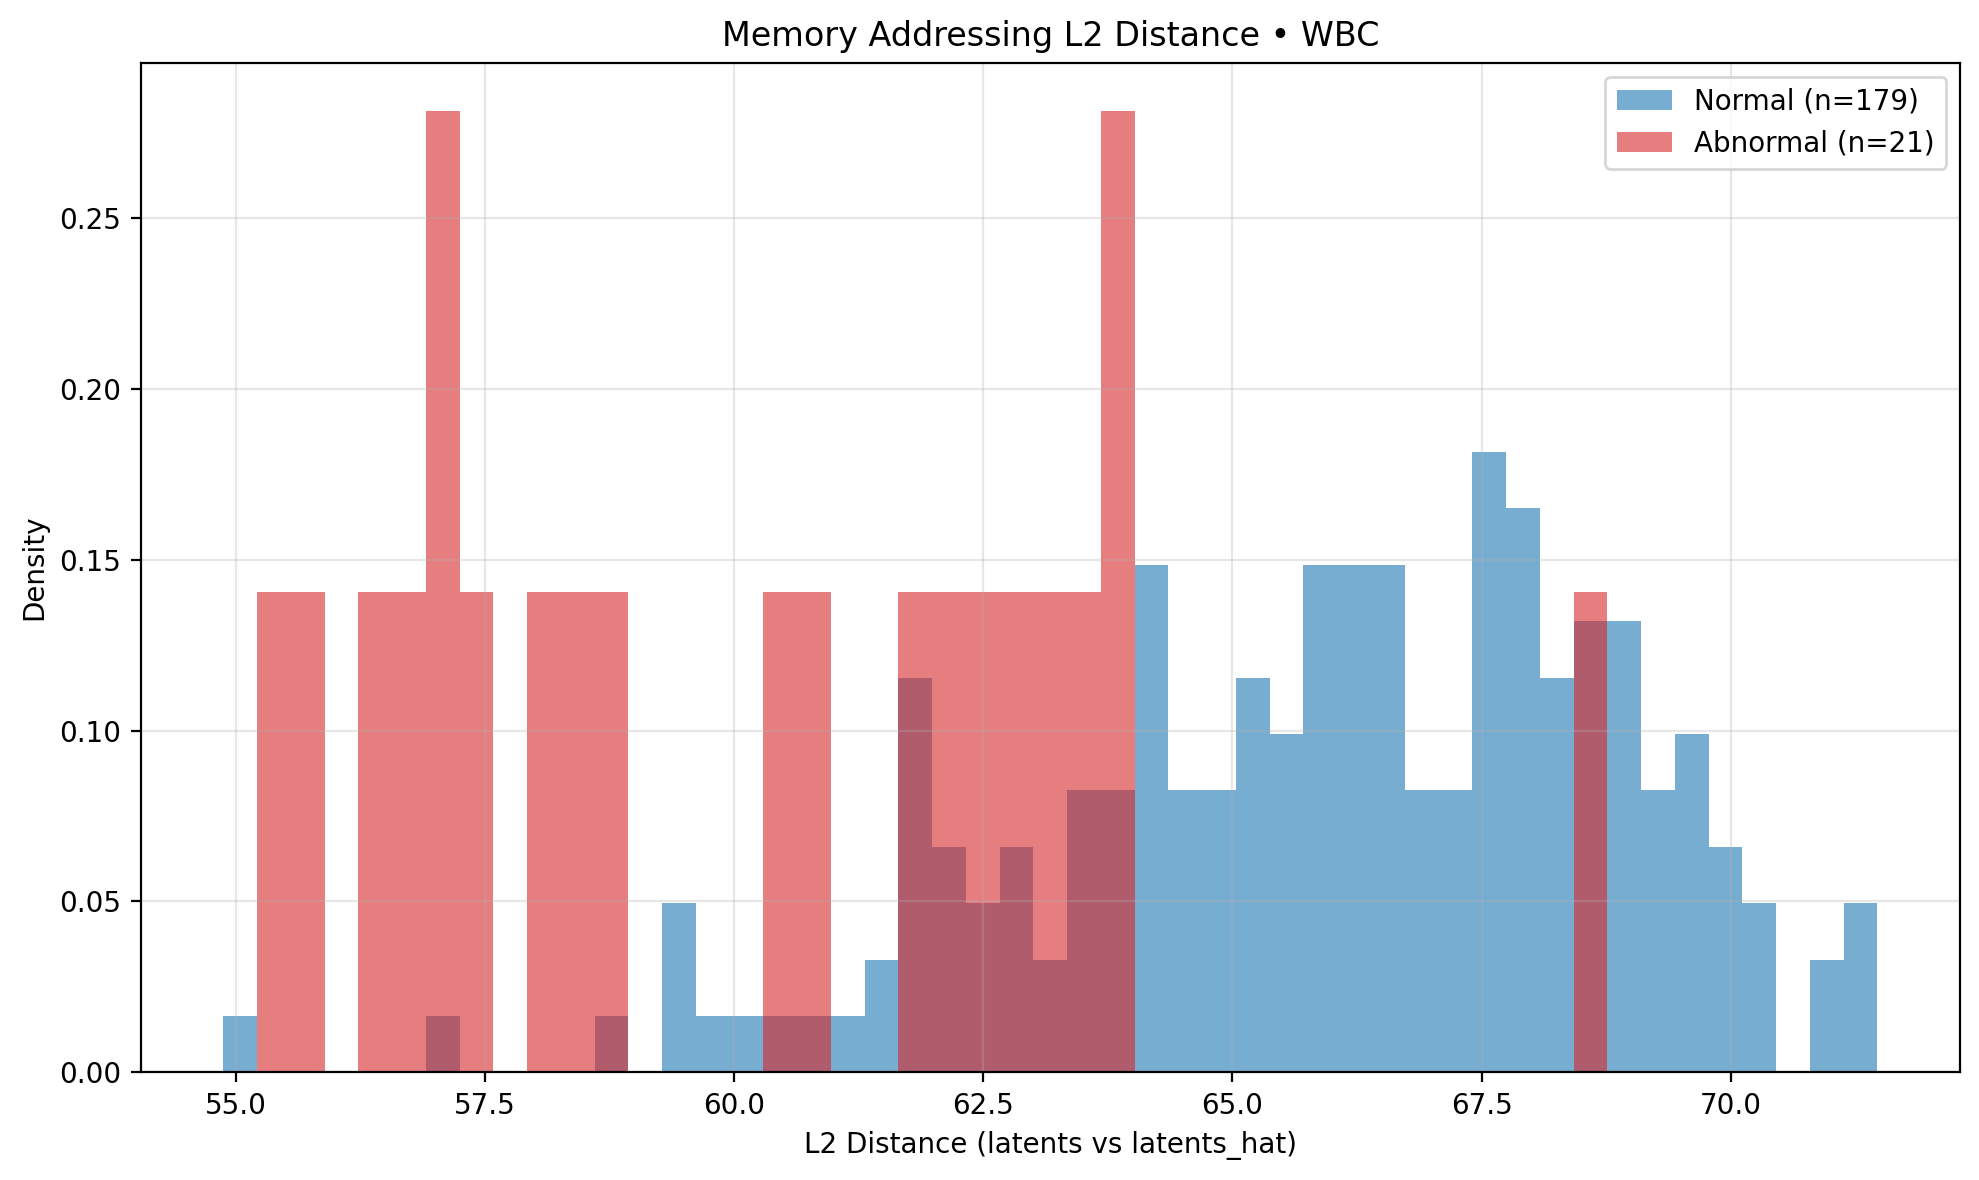 Memory Addressing L2 Distance • WBC
Normal (n=179)
Abnormal (n=21)
Density
0.25
0.20
0.15
0.10
0.05
0.00
55.0 57.5 60.0 62.5 65.0 67.5 70.0
L2 Distance (latents vs latents_hat)